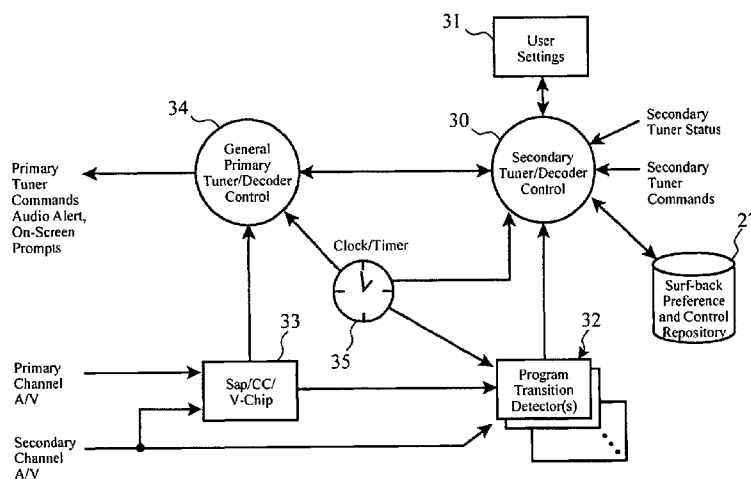 31
User
Settings
34
30
General
Primary
Tuner/Decoder
Control
Secondary
Tuner/Decoder
Control
Secondary
Tuner Status
Secondary
Tuner
Commands
Primary
Tuner
Commands
Audio Alert,
On-Screen
Prompts
Clock/Timer
35
Surf-back
Preference
and Control
Repository
33
32
Primary
Channel
A/V
Sap/CC/
V-Chip
Program
Transition
Detector(s)
Secondary
Channel
A/V